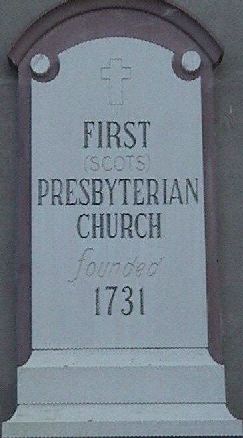 FIRST
(SCOTS)
PRESBYTERIAN
CHURCH
founded
1731